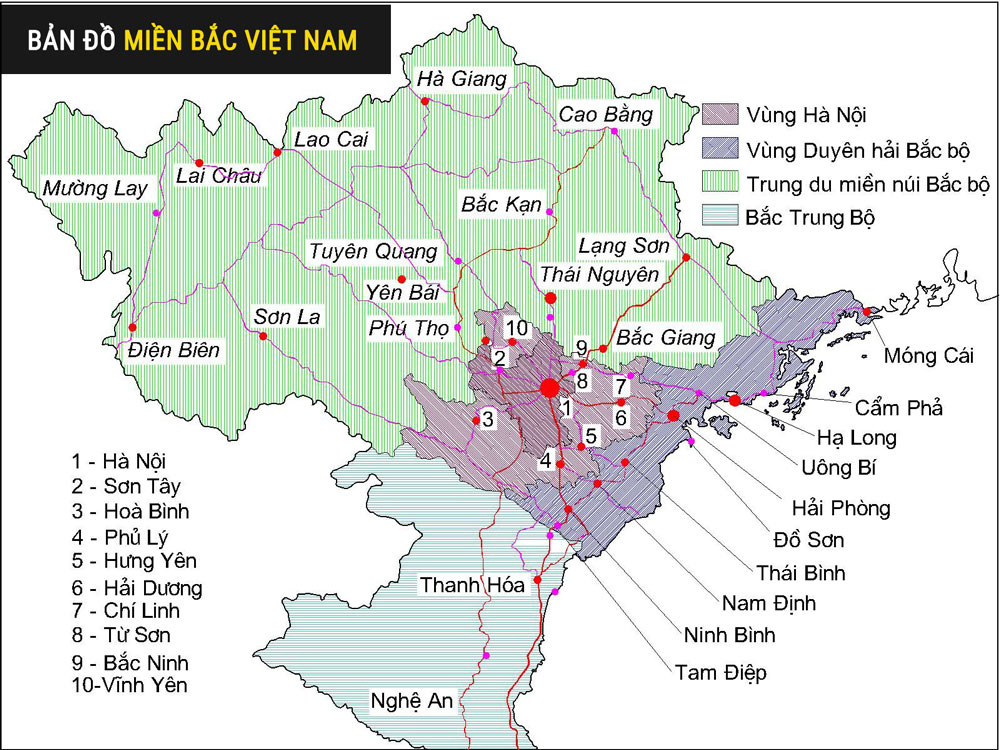 BẢN ĐỒ MIỀN BẮC VIỆT NAM
Hà Giang
Cao Bằng
Lao Cai
Lai Châu
Mường Lay
Bắc Kạn
Tuyên Quang
Yên Bái
Lạng Sơn
Thái Nguyên
Sơn La
Phú Thọ
Điện Biên
Bắc Giang
Vùng Hà Nội
Vùng Duyên hải Bắc bộ
Trung du miền núi Bắc bộ
Bắc Trung Bộ
10
9
2
8
7
1
6
3
5
4
Móng Cái
Cẩm Phả
Hạ Long
Uông Bí
Hải Phòng
Đồ Sơn
Thái Bình
Nam Định
Ninh Bình
Tam Điệp
Thanh Hóa
Nghệ An
1 - Hà Nội
2 - Sơn Tây
3 - Hoà Bình
4 - Phủ Lý
5 - Hưng Yên
6 - Hải Dương
7 - Chí Linh
8 - Từ Sơn
9 - Bắc Ninh
10-Vĩnh Yên